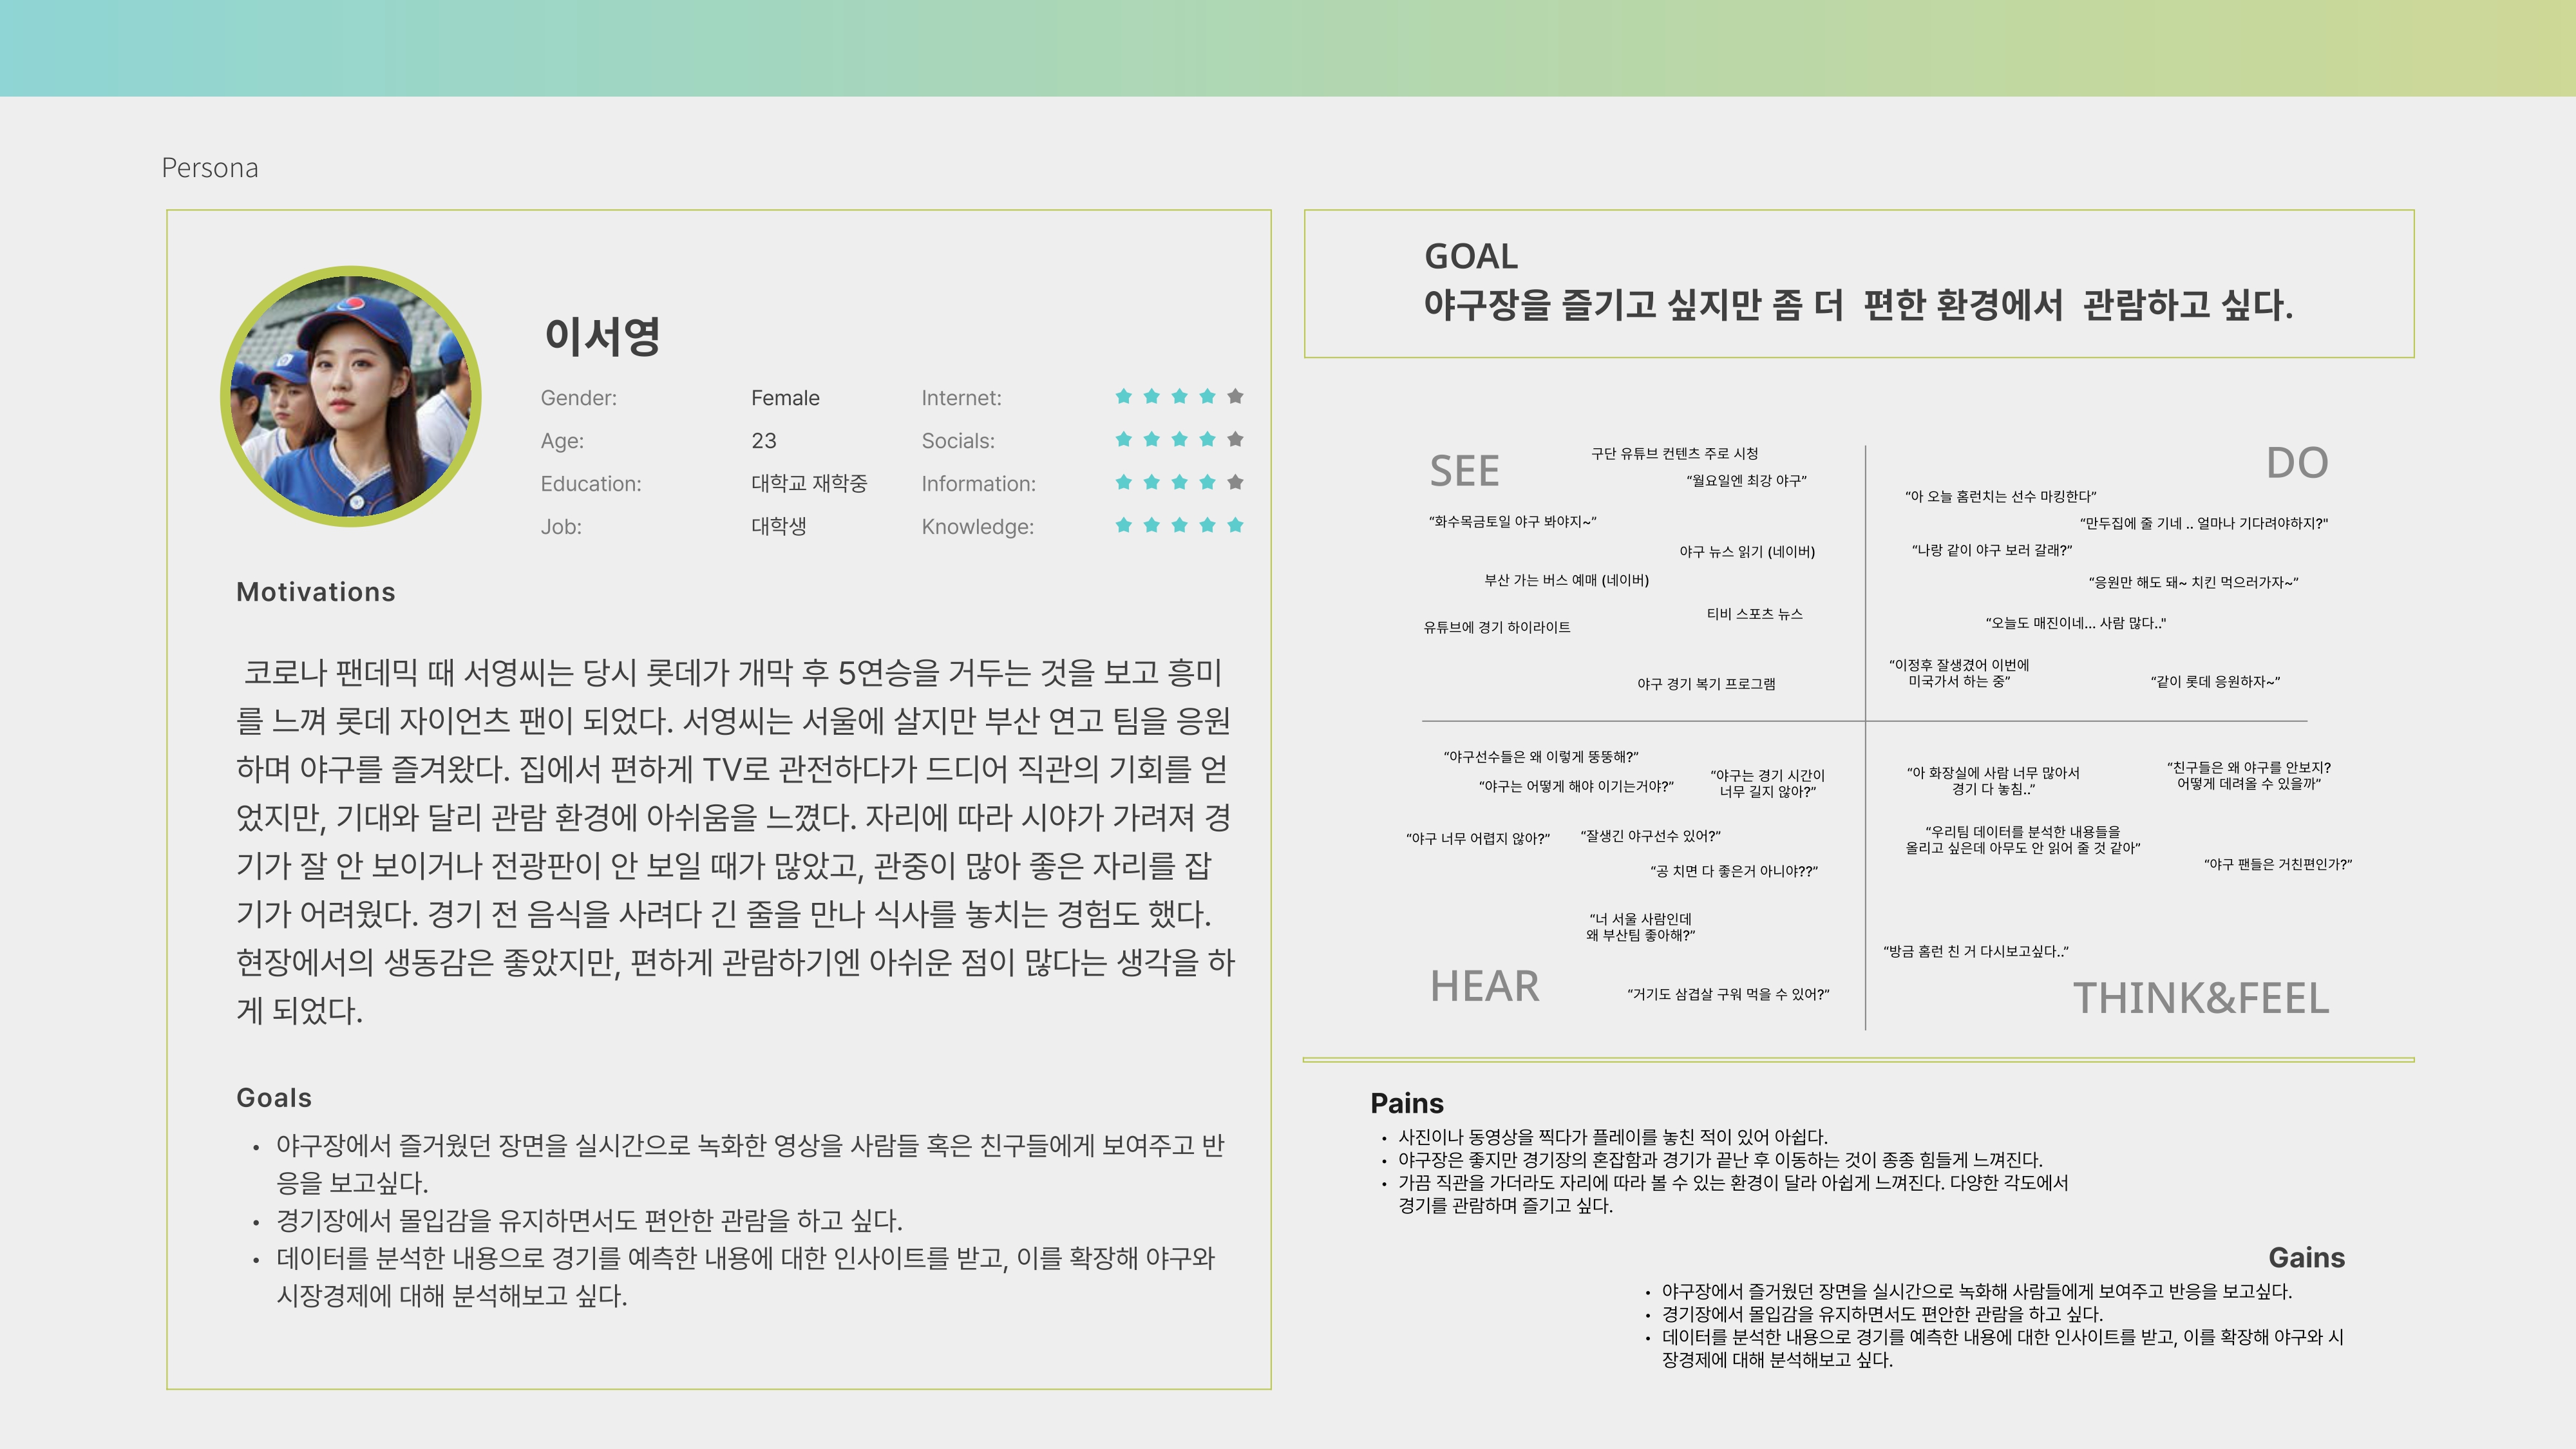 Persona
이서영
Gender: Female Internet:
Age: 23 Socials:
Education: 대학교 재학중 Information:
Job: 대학생 Knowledge:
Motivations
코로나 팬데믹 때 서영씨는 당시 롯데가 개막 후 5연승을 거두는 것을 보고 흥미
를 느껴 롯데 자이언츠 팬이 되었다. 서영씨는 서울에 살지만 부산 연고 팀을 응원
하며 야구를 즐겨왔다. 집에서 편하게 TV로 관전하다가 드디어 직관의 기회를 얻
었지만, 기대와 달리 관람 환경에 아쉬움을 느꼈다. 자리에 따라 시야가 가려져 경
기가 잘 안 보이거나 전광판이 안 보일 때가 많았고, 관중이 많아 좋은 자리를 잡
기가 어려웠다. 경기 전 음식을 사려다 긴 줄을 만나 식사를 놓치는 경험도 했다.
현장에서의 생동감은 좋았지만, 편하게 관람하기엔 아쉬운 점이 많다는 생각을 하
게 되었다.
Goals
• 야구장에서 즐거웠던 장면을 실시간으로 녹화한 영상을 사람들 혹은 친구들에게 보여주고 반
응을 보고싶다.
• 경기장에서 몰입감을 유지하면서도 편안한 관람을 하고 싶다.
• 데이터를 분석한 내용으로 경기를 예측한 내용에 대한 인사이트를 받고, 이를 확장해 야구와
시장경제에 대해 분석해보고 싶다.
GOAL
야구장을 즐기고 싶지만 좀 더 편한 환경에서 관람하고 싶다.
SEE
구단 유튜브 컨텐츠 주로 시청
“월요일엔 최강 야구”
“화수목금토일 야구 봐야지~”
야구 뉴스 읽기 (네이버)
부산 가는 버스 예매 (네이버)
티비 스포츠 뉴스
유튜브에 경기 하이라이트
야구 경기 복기 프로그램
DO
“아 오늘 홈런치는 선수 마킹한다”
“만두집에 줄 기네 .. 얼마나 기다려야하지?"
“나랑 같이 야구 보러 갈래?”
“응원만 해도 돼~ 치킨 먹으러가자~”
“오늘도 매진이네... 사람 많다.."
“이정후 잘생겼어 이번에
미국가서 하는 중”
“같이 롯데 응원하자~”
“야구선수들은 왜 이렇게 뚱뚱해?”
“야구는 어떻게 해야 이기는거야?”
“야구는 경기 시간이
너무 길지 않아?”
“야구 너무 어렵지 않아?”
“잘생긴 야구선수 있어?”
“공 치면 다 좋은거 아니야??”
“너 서울 사람인데
왜 부산팀 좋아해?”
HEAR
“거기도 삼겹살 구워 먹을 수 있어?”
“아 화장실에 사람 너무 많아서
경기 다 놓침..”
“친구들은 왜 야구를 안보지?
어떻게 데려올 수 있을까”
“우리팀 데이터를 분석한 내용들을
올리고 싶은데 아무도 안 읽어 줄 것 같아”
“야구 팬들은 거친편인가?”
“방금 홈런 친 거 다시보고싶다..”
THINK&FEEL
Pains
• 사진이나 동영상을 찍다가 플레이를 놓친 적이 있어 아쉽다.
• 야구장은 좋지만 경기장의 혼잡함과 경기가 끝난 후 이동하는 것이 종종 힘들게 느껴진다.
• 가끔 직관을 가더라도 자리에 따라 볼 수 있는 환경이 달라 아쉽게 느껴진다. 다양한 각도에서
경기를 관람하며 즐기고 싶다.
Gains
• 야구장에서 즐거웠던 장면을 실시간으로 녹화해 사람들에게 보여주고 반응을 보고싶다.
• 경기장에서 몰입감을 유지하면서도 편안한 관람을 하고 싶다.
• 데이터를 분석한 내용으로 경기를 예측한 내용에 대한 인사이트를 받고, 이를 확장해 야구와 시
장경제에 대해 분석해보고 싶다.